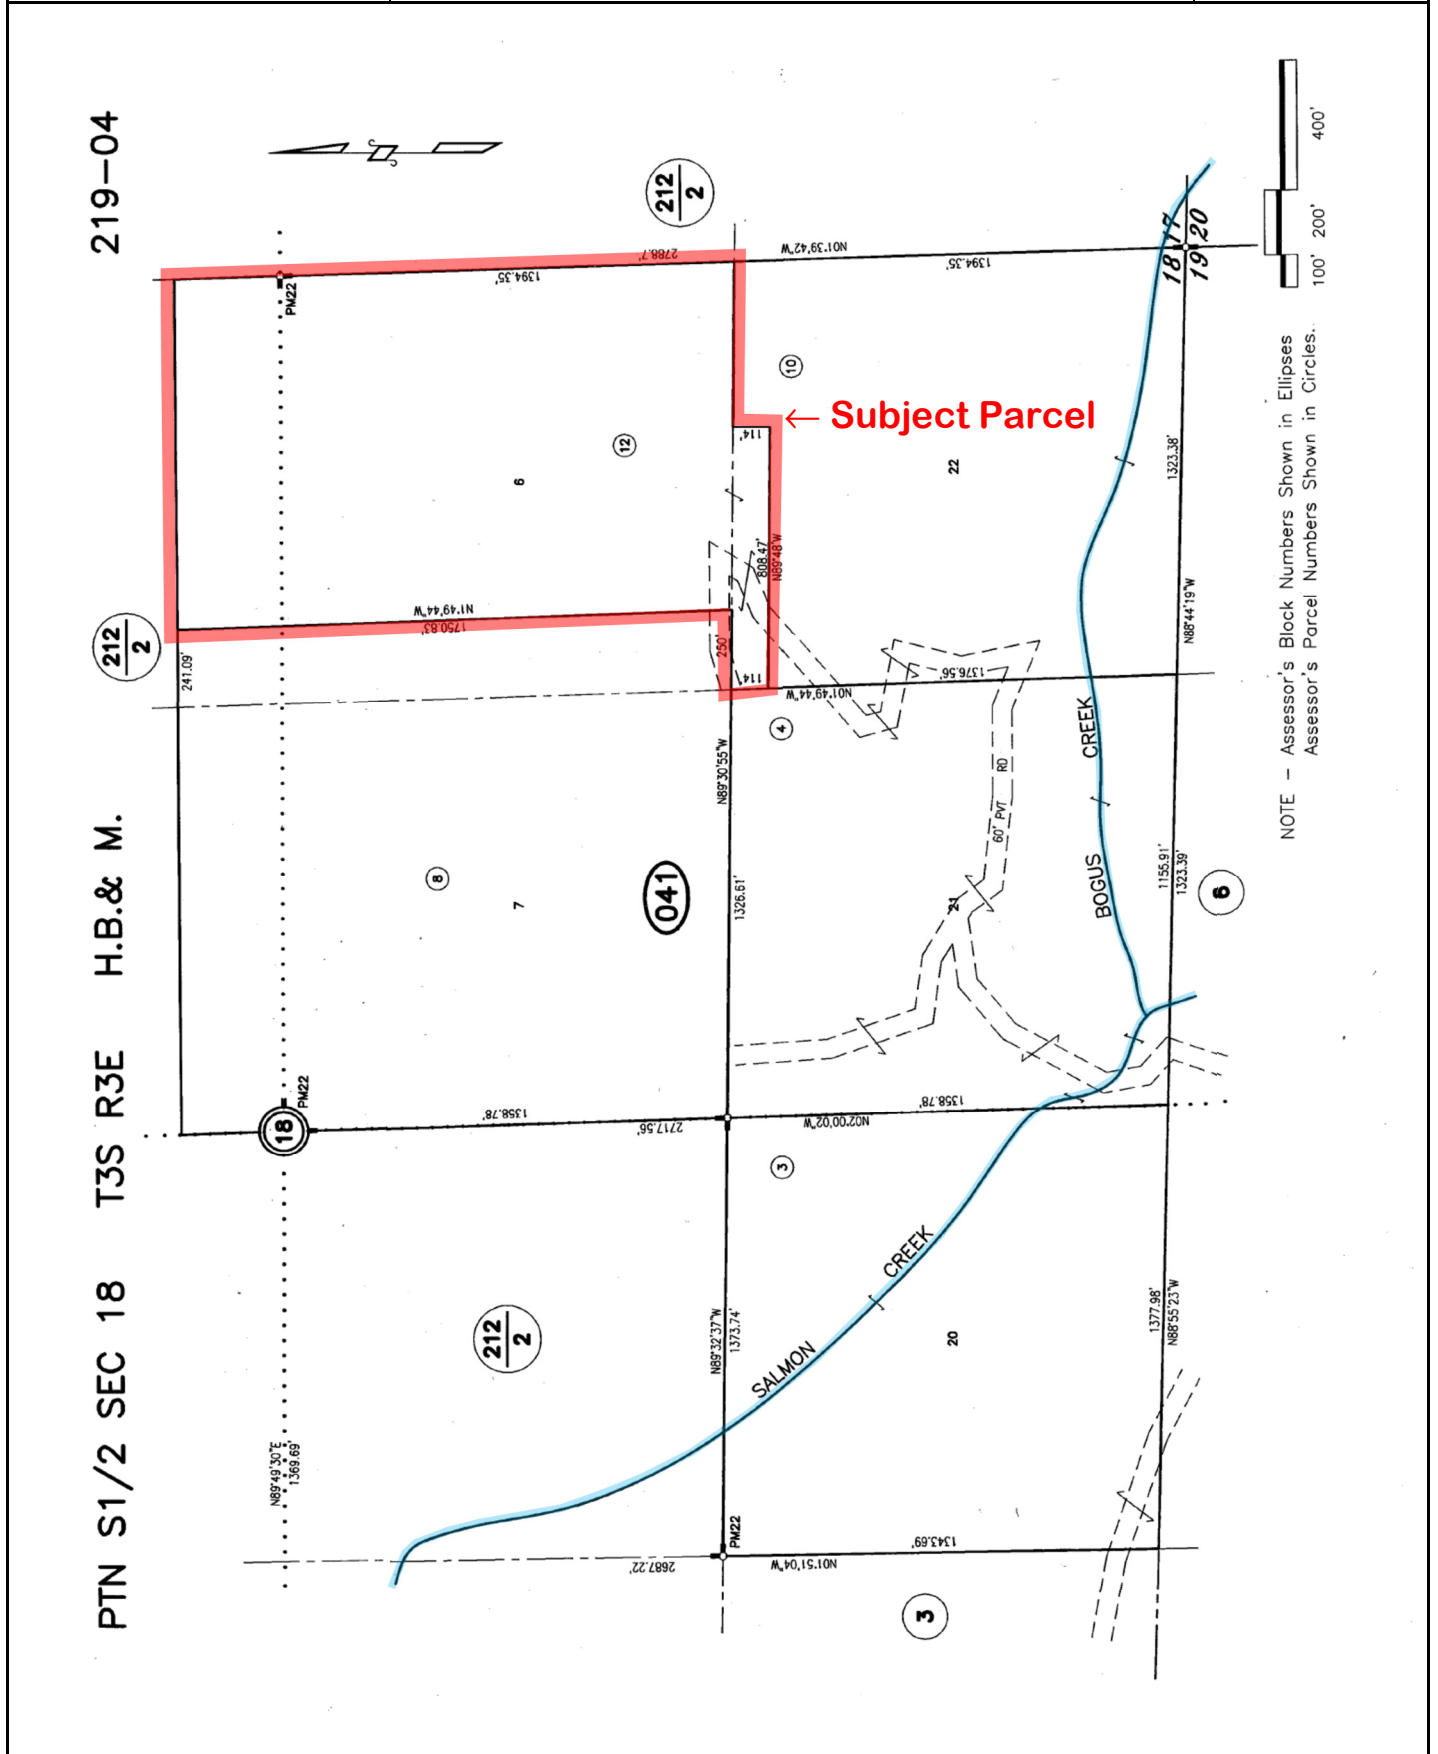 PTN S1/2 SEC 18 T3S R3E H.B.& M. 219-04
212
2
212
2
212
2
N89°49'30"E
1369.69'
18
PM22
PM22
PM22
241.09'
N1°49'44"W
1750.83'
1394.35'
2788.7'
N01°39'42"W
1394.35'
6
12
10
← Subject Parcel
114'
808.47'
N89°48'W
250'
114'
N01°49'44"W
1376.56'
4
22
1323.38'
18 17
19 20
N88°44'19"W
8
7
041
N89°30'55"W
1326.61'
60' PVT RD
21
BOGUS CREEK
1155.91'
1323.39'
6
1358.78'
2717.56'
N02°00'02"W
1358.78'
3
SALMON CREEK
N89°32'37"W
1373.74'
20
1377.98'
N88°55'23"W
2687.22'
N01°51'04"W
1343.69'
3
NOTE - Assessor's Block Numbers Shown in Ellipses
Assessor's Parcel Numbers Shown in Circles.
100' 200' 400'